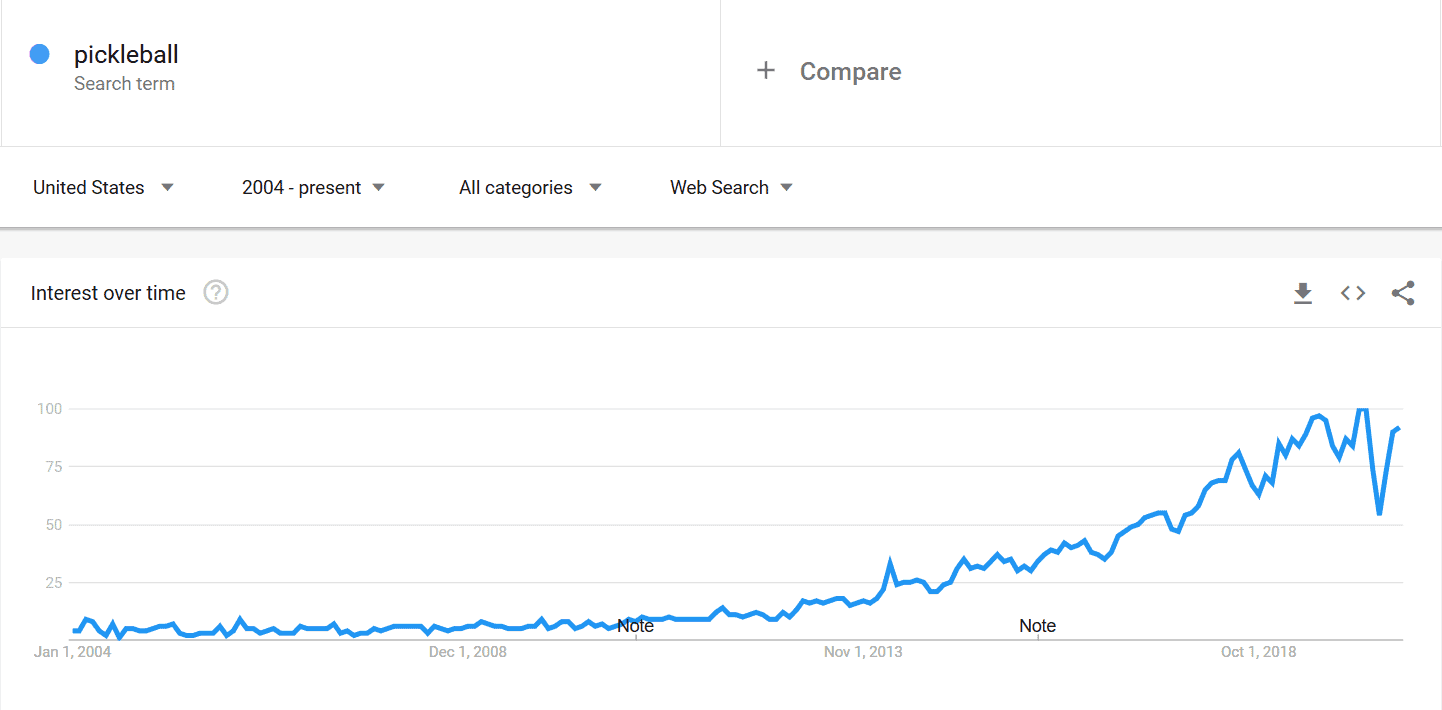 pickleball
Search term
+ Compare
United States
2004 - present
All categories
Web Search
Interest over time
?
100
75
50
25
Note
Note
Jan 1, 2004
Dec 1, 2008
Nov 1, 2013
Oct 1, 2018